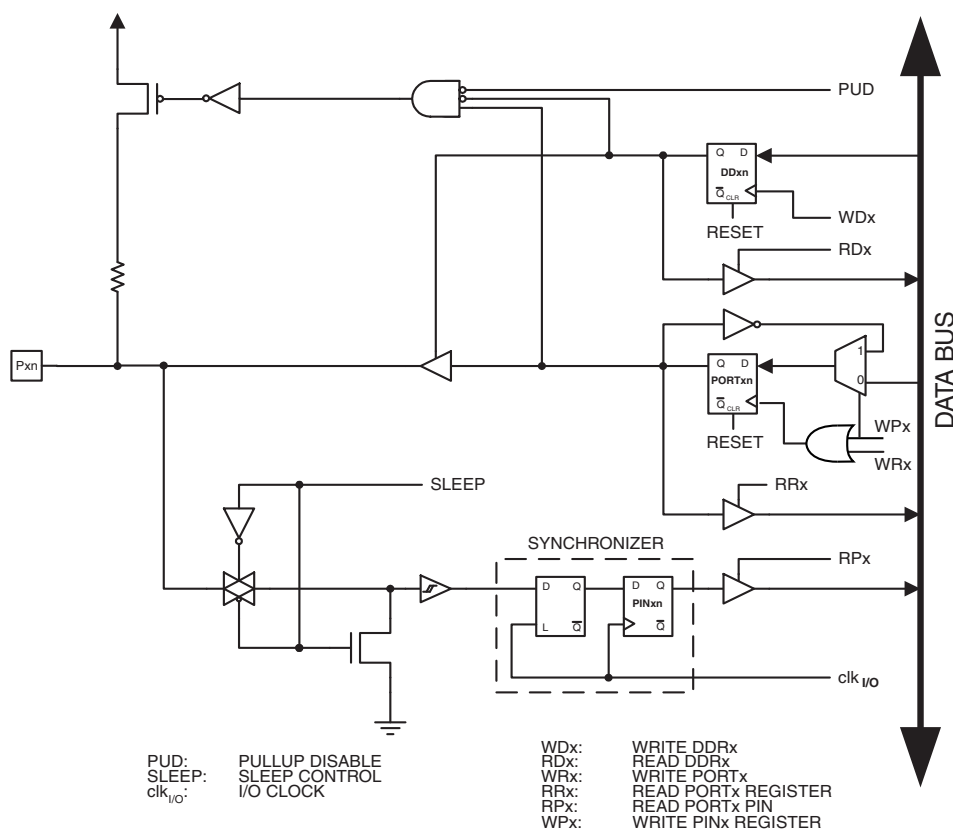 PUD
Q D
DDxn
Q CLR
WDx
RESET
RDx
Pxn
1
Q D
PORTxn
0
Q CLR
WPx
RESET
WRx
DATA BUS
SLEEP
RRx
SYNCHRONIZER
RPx
D Q
D Q
PINxn
L Q
Q
clk I/O
PUD: PULLUP DISABLE
SLEEP: SLEEP CONTROL
clkI/O: I/O CLOCK
WDx: WRITE DDRx
RDx: READ DDRx
WRx: WRITE PORTx
RRx: READ PORTx REGISTER
RPx: READ PORTx PIN
WPx: WRITE PINx REGISTER